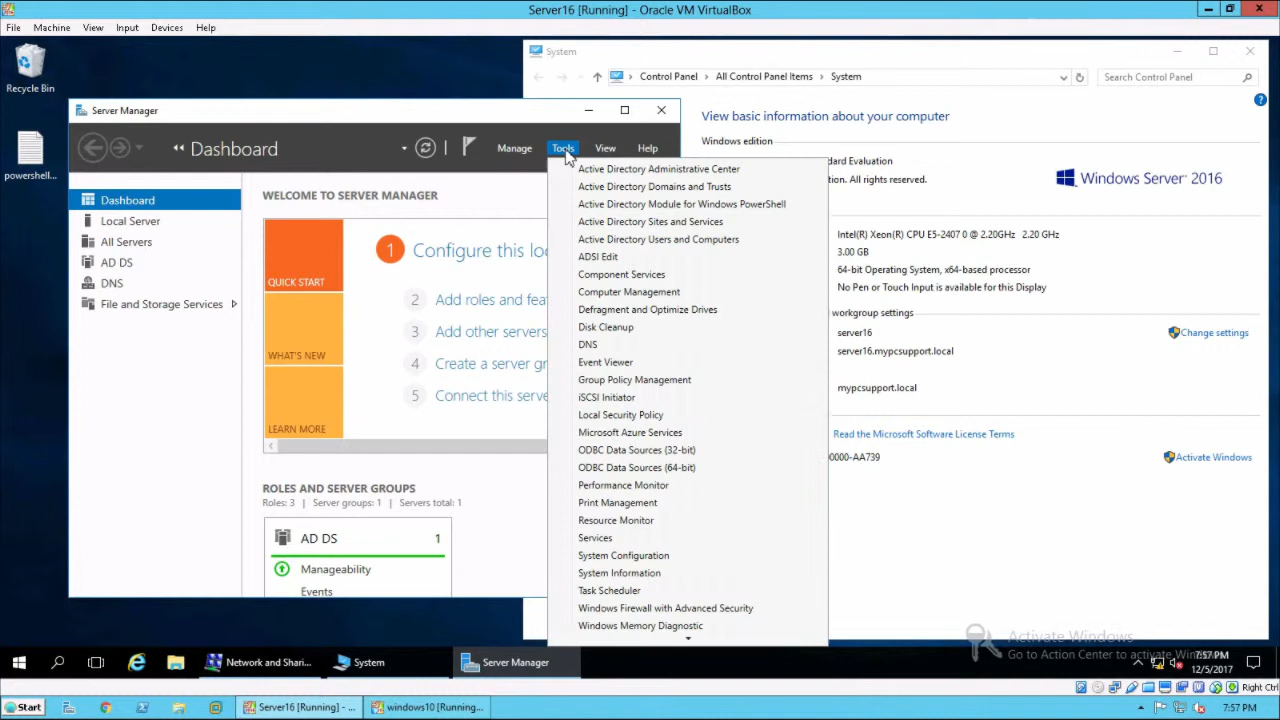 Server16 [Running] - Oracle VM VirtualBox
File Machine View Input Devices Help
Recycle Bin
powershell...
System
Control Panel > All Control Panel Items > System
Search Control Panel
View basic information about your computer
Windows edition
dard Evaluation
. All rights reserved.
Windows Server 2016
Intel(R) Xeon(R) CPU E5-2407 0 @ 2.20GHz 2.20 GHz
3.00 GB
64-bit Operating System, x64-based processor
No Pen or Touch Input is available for this Display
workgroup settings
server16
Change settings
server16.mypcsupport.local
mypcsupport.local
Read the Microsoft Software License Terms
0000-AA739
Activate Windows
Server Manager
Dashboard
Manage Tools View Help
Dashboard
Local Server
All Servers
AD DS
DNS
File and Storage Services
WELCOME TO SERVER MANAGER
QUICK START
WHAT'S NEW
LEARN MORE
1 Configure this loc
2 Add roles and feat
3 Add other servers
4 Create a server gr
5 Connect this serve
ROLES AND SERVER GROUPS
Roles: 3 | Server groups: 1 | Servers total: 1
AD DS 1
Manageability
Events
Active Directory Administrative Center
Active Directory Domains and Trusts
Active Directory Module for Windows PowerShell
Active Directory Sites and Services
Active Directory Users and Computers
ADSI Edit
Component Services
Computer Management
Defragment and Optimize Drives
Disk Cleanup
DNS
Event Viewer
Group Policy Management
iSCSI Initiator
Local Security Policy
Microsoft Azure Services
ODBC Data Sources (32-bit)
ODBC Data Sources (64-bit)
Performance Monitor
Print Management
Resource Monitor
Services
System Configuration
System Information
Task Scheduler
Windows Firewall with Advanced Security
Windows Memory Diagnostic
Activate Windows
Go to Action Center to activate Win
Network and Shari...
System
Server Manager
7:57 PM
12/5/2017
Right Ctrl
Start
Server16 [Running] - ...
windows10 [Running...
7:57 PM